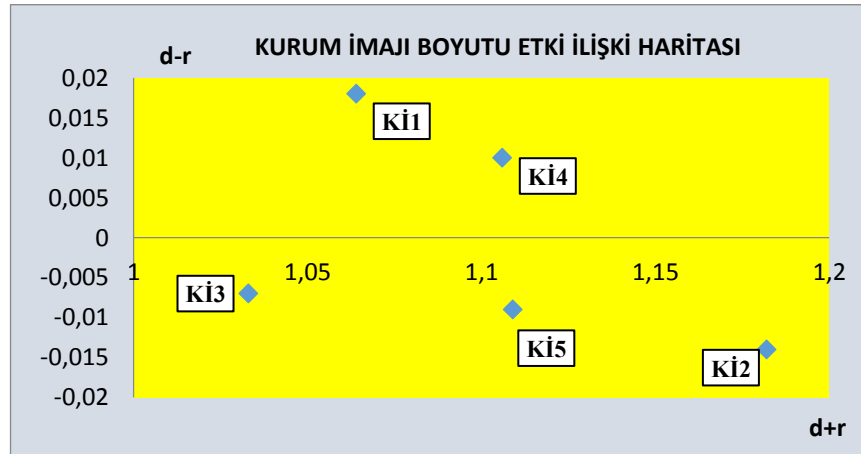 KURUM İMAJI BOYUTU ETKİ İLİŞKİ HARİTASI
d-r
0,02
0,015
0,01
0,005
0
-0,005
-0,01
-0,015
-0,02
1
1,05
1,1
1,15
1,2
Kİ1
Kİ4
Kİ3
Kİ5
Kİ2
d+r